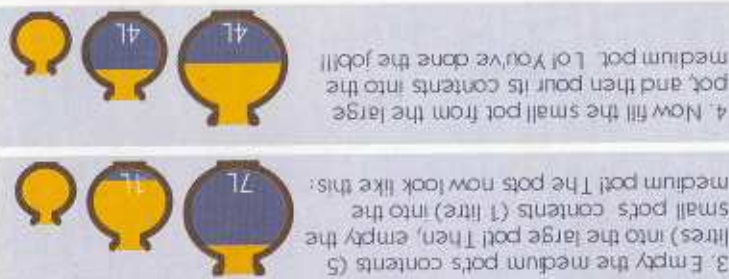 3. Empty the medium pot's contents (5
litres) into the large pot! Then, empty the
small pot's contents (1 litre) into the
medium pot! The pots now look like this:
7L
1L
4. Now fill the small pot from the large
pot, and then pour its contents into the
medium pot. Lo! You,ve done the job!!!
4L
4L